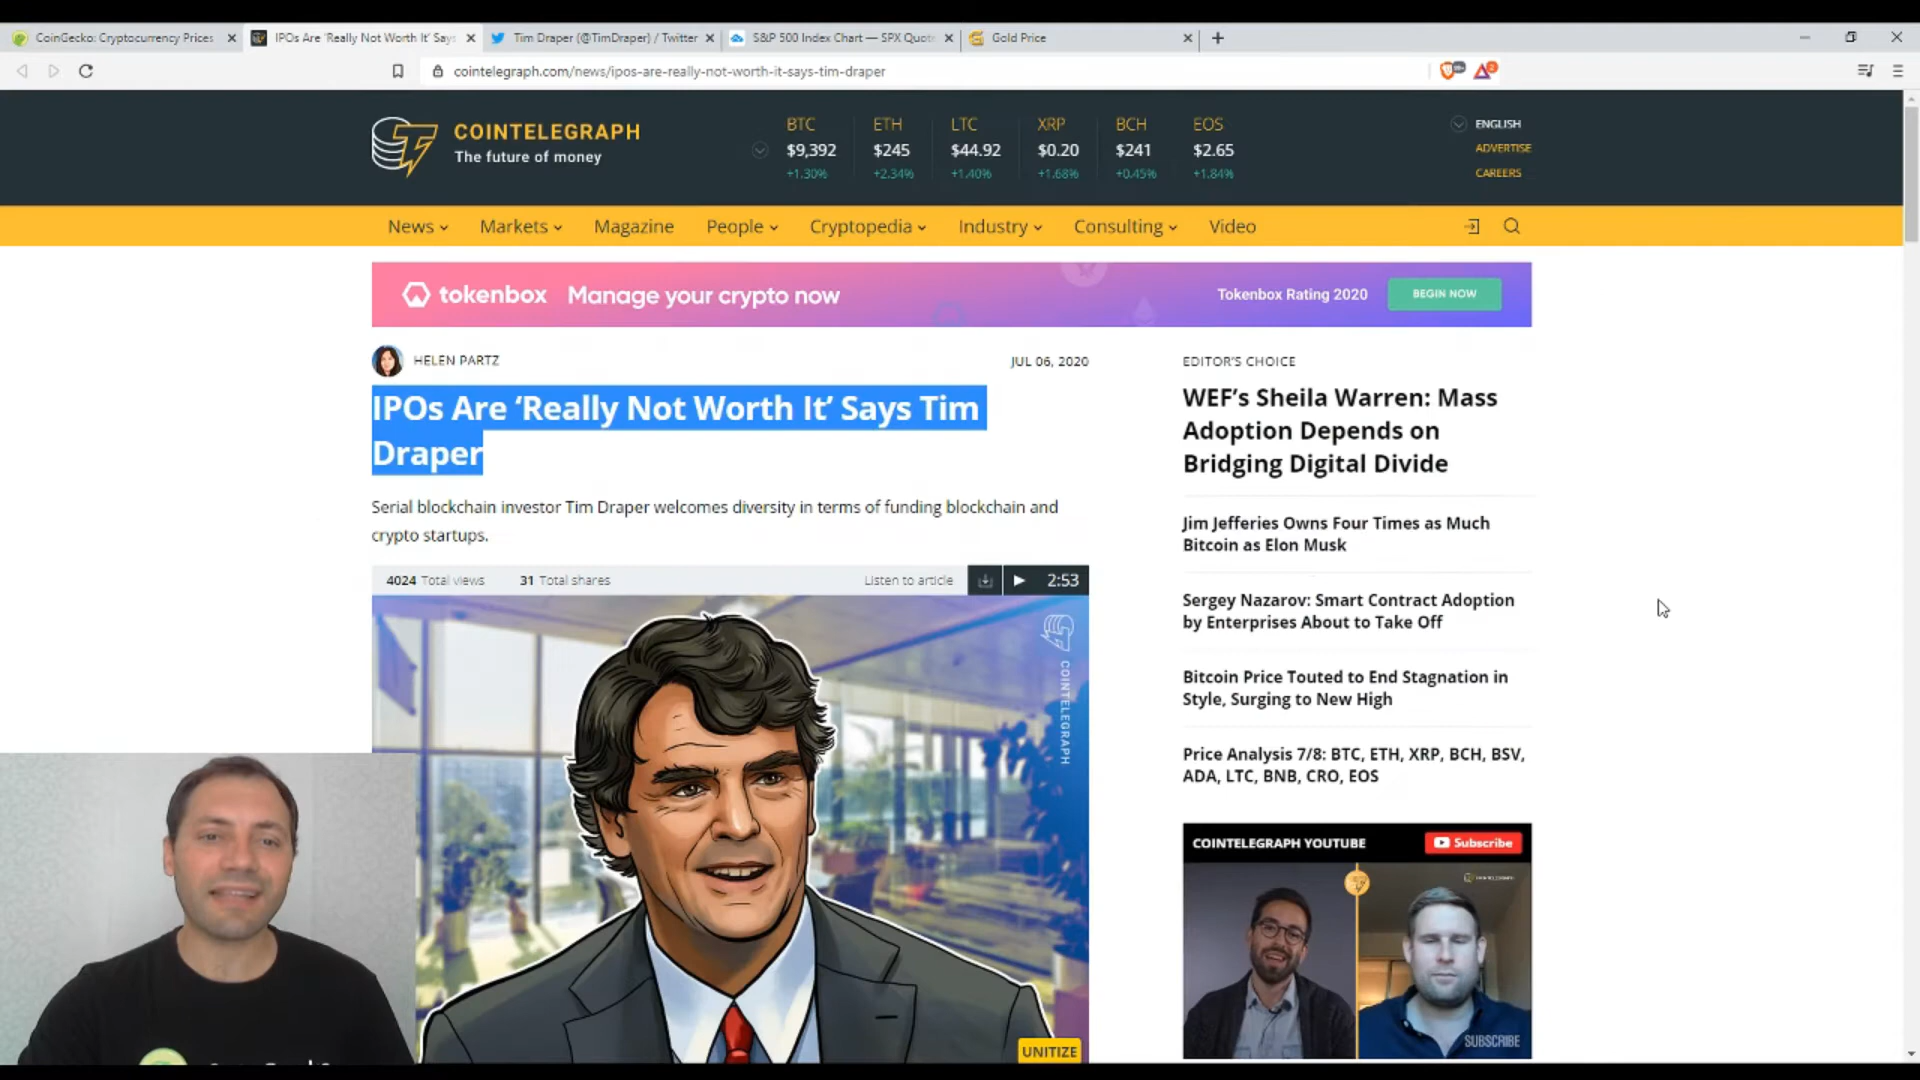 CoinGecko: Cryptocurrency Prices
IPOs Are 'Really Not Worth It' Says
Tim Draper (@TimDraper) / Twitter
S&P 500 Index Chart — SPX Quote
Gold Price
cointelegraph.com/news/ipos-are-really-not-worth-it-says-tim-draper
COINTELEGRAPH
The future of money
BTC
$9,392
+1.30%
ETH
$245
+2.34%
LTC
$44.92
+1.40%
XRP
$0.20
+1.68%
BCH
$241
+0.45%
EOS
$2.65
+1.84%
ENGLISH
ADVERTISE
CAREERS
News
Markets
Magazine
People
Cryptopedia
Industry
Consulting
Video
tokenbox
Manage your crypto now
Tokenbox Rating 2020
BEGIN NOW
HELEN PARTZ
JUL 06, 2020
IPOs Are ‘Really Not Worth It’ Says Tim
Draper
Serial blockchain investor Tim Draper welcomes diversity in terms of funding blockchain and
crypto startups.
4024 Total views
31 Total shares
Listen to article
2:53
COINTELEGRAPH
UNITIZE
EDITOR'S CHOICE
WEF’s Sheila Warren: Mass
Adoption Depends on
Bridging Digital Divide
Jim Jefferies Owns Four Times as Much
Bitcoin as Elon Musk
Sergey Nazarov: Smart Contract Adoption
by Enterprises About to Take Off
Bitcoin Price Touted to End Stagnation in
Style, Surging to New High
Price Analysis 7/8: BTC, ETH, XRP, BCH, BSV,
ADA, LTC, BNB, CRO, EOS
COINTELEGRAPH YOUTUBE
Subscribe
SUBSCRIBE